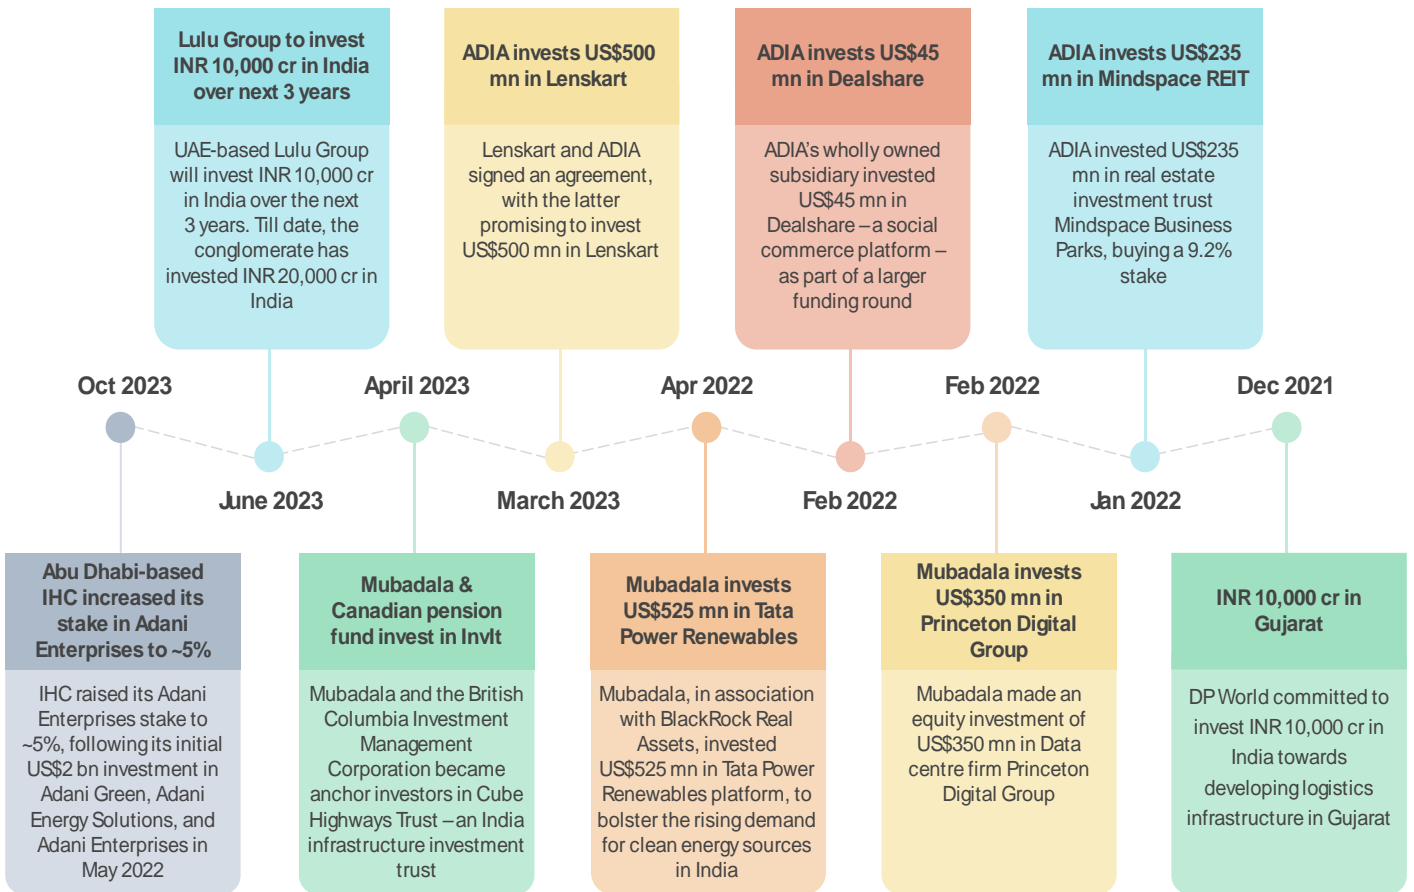 Lulu Group to invest
INR 10,000 cr in India
over next 3 years
UAE-based Lulu Group
will invest INR 10,000 cr
in India over the next
3 years. Till date, the
conglomerate has
invested INR 20,000 cr in
India
ADIA invests US$500
mn in Lenskart
Lenskart and ADIA
signed an agreement,
with the latter
promising to invest
US$500 mn in Lenskart
ADIA invests US$45
mn in Dealshare
ADIA's wholly owned
subsidiary invested
US$45 mn in
Dealshare – a social
commerce platform –
as part of a larger
funding round
ADIA invests US$235
mn in Mindspace REIT
ADIA invested US$235
mn in real estate
investment trust
Mindspace Business
Parks, buying a 9.2%
stake
Oct 2023
June 2023
April 2023
March 2023
Apr 2022
Feb 2022
Feb 2022
Jan 2022
Dec 2021
Abu Dhabi-based
IHC increased its
stake in Adani
Enterprises to ~5%
IHC raised its Adani
Enterprises stake to
~5%, following its initial
US$2 bn investment in
Adani Green, Adani
Energy Solutions, and
Adani Enterprises in
May 2022
Mubadala &
Canadian pension
fund invest in InvIt
Mubadala and the British
Columbia Investment
Management
Corporation became
anchor investors in Cube
Highways Trust – an India
infrastructure investment
trust
Mubadala invests
US$525 mn in Tata
Power Renewables
Mubadala, in association
with BlackRock Real
Assets, invested
US$525 mn in Tata Power
Renewables platform, to
bolster the rising demand
for clean energy sources
in India
Mubadala invests
US$350 mn in
Princeton Digital
Group
Mubadala made an
equity investment of
US$350 mn in Data
centre firm Princeton
Digital Group
INR 10,000 cr in
Gujarat
DP World committed to
invest INR 10,000 cr in
India towards
developing logistics
infrastructure in Gujarat